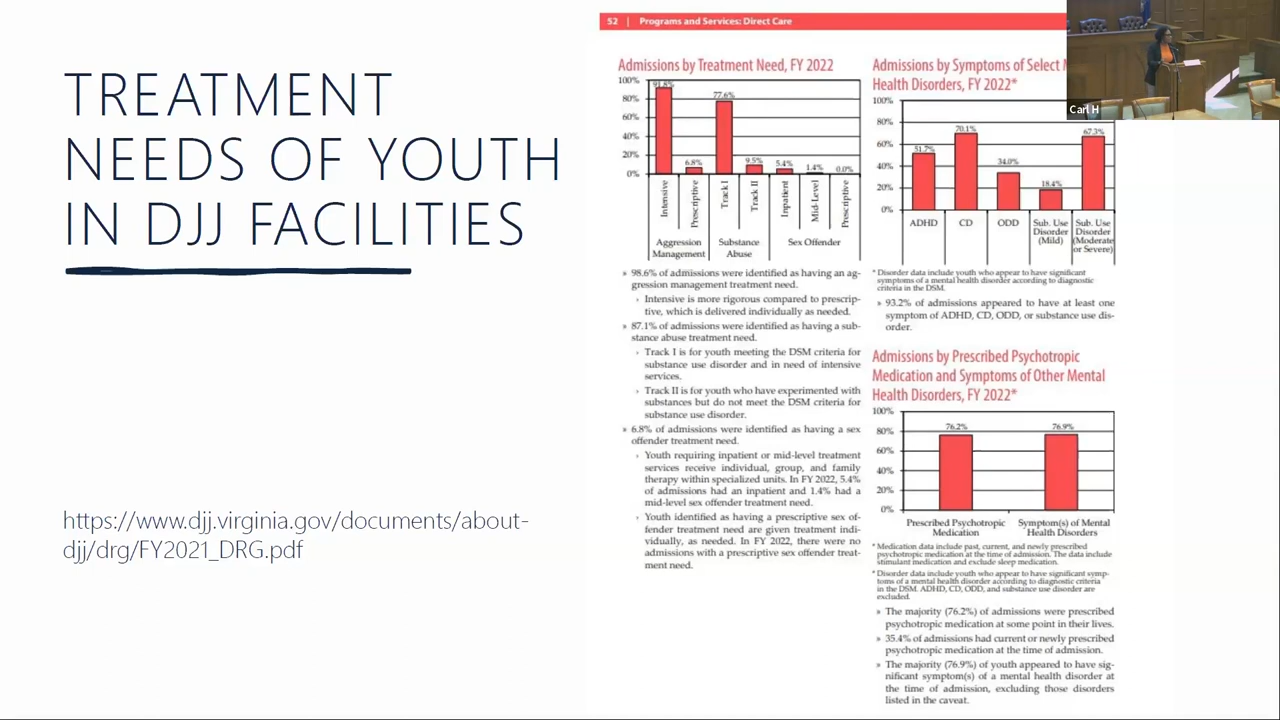 TREATMENT
NEEDS OF YOUTH
IN DJJ FACILITIES
https://www.djj.virginia.gov/documents/about-
djj/drg/FY2021_DRG.pdf
52 | Programs and Services: Direct Care
Admissions by Treatment Need, FY 2022
100%
80%
60%
40%
20%
0%
91.8%
6.8%
77.6%
9.5%
5.4%
1.4%
0.0%
Intensive
Prescriptive
Track I
Track II
Inpatient
Mid-Level
Prescriptive
Aggression
Management
Substance
Abuse
Sex Offender
» 98.6% of admissions were identified as having an ag-
gression management treatment need.
› Intensive is more rigorous compared to prescrip-
tive, which is delivered individually as needed.
» 87.1% of admissions were identified as having a sub-
stance abuse treatment need.
› Track I is for youth meeting the DSM criteria for
substance use disorder and in need of intensive
services.
› Track II is for youth who have experimented with
substances but do not meet the DSM criteria for
substance use disorder.
» 6.8% of admissions were identified as having a sex
offender treatment need.
› Youth requiring inpatient or mid-level treatment
services receive individual, group, and family
therapy within specialized units. In FY 2022, 5.4%
of admissions had an inpatient and 1.4% had a
mid-level sex offender treatment need.
› Youth identified as having a prescriptive sex of-
fender treatment need are given treatment indi-
vidually, as needed. In FY 2022, there were no
admissions with a prescriptive sex offender treat-
ment need.
Admissions by Symptoms of Select M
Health Disorders, FY 2022*
100%
80%
60%
40%
20%
0%
51.7%
70.1%
34.0%
18.4%
67.3%
ADHD
CD
ODD
Sub. Use
Disorder
(Mild)
Sub. Use
Disorder
(Moderate
or Severe)
* Disorder data include youth who appear to have significant
symptoms of a mental health disorder according to diagnostic
criteria in the DSM.
» 93.2% of admissions appeared to have at least one
symptom of ADHD, CD, ODD, or substance use dis-
order.
Admissions by Prescribed Psychotropic
Medication and Symptoms of Other Mental
Health Disorders, FY 2022*
100%
80%
60%
40%
20%
0%
76.2%
76.9%
Prescribed Psychotropic
Medication
Symptom(s) of Mental
Health Disorders
* Medication data include past, current, and newly prescribed
psychotropic medication at the time of admission. The data include
stimulant medication and exclude sleep medication.
* Disorder data include youth who appear to have significant symp-
toms of a mental health disorder according to diagnostic criteria
in the DSM. ADHD, CD, ODD, and substance use disorder are
excluded.
» The majority (76.2%) of admissions were prescribed
psychotropic medication at some point in their lives.
» 35.4% of admissions had current or newly prescribed
psychotropic medication at the time of admission.
» The majority (76.9%) of youth appeared to have sig-
nificant symptom(s) of a mental health disorder at
the time of admission, excluding those disorders
listed in the caveat.
Carl H